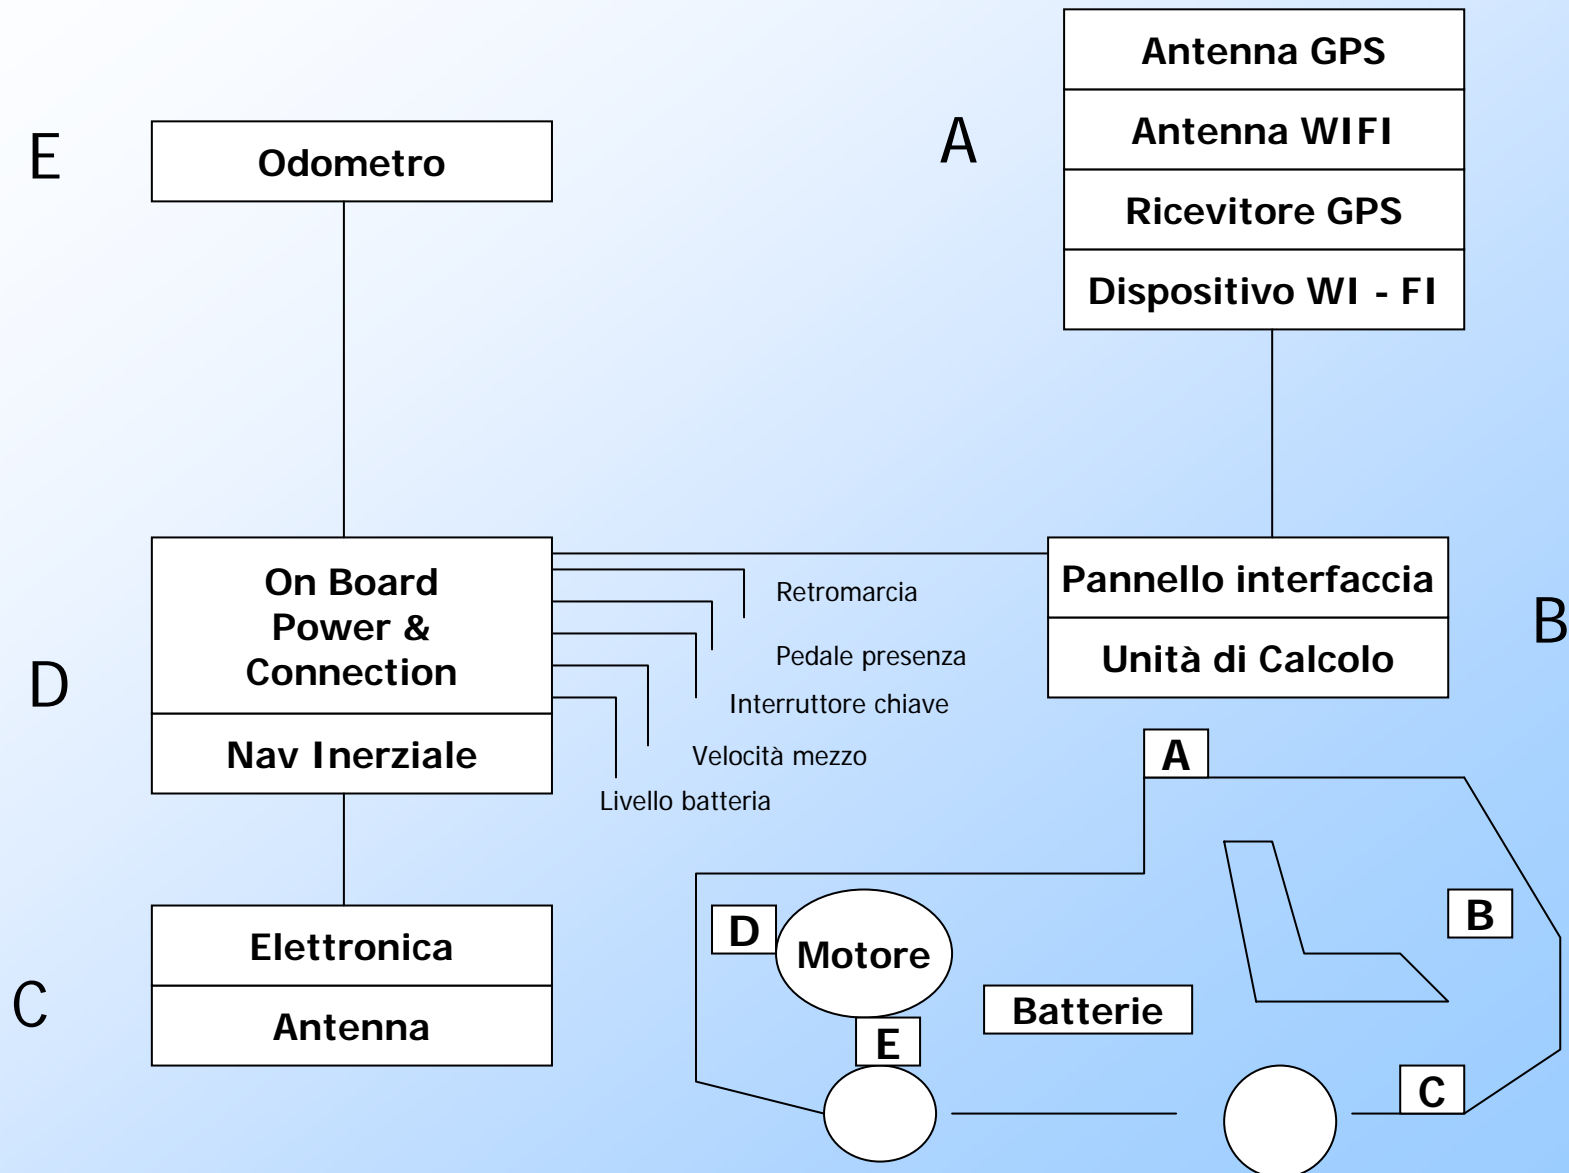 Antenna GPS
A
Antenna WIFI
E
Odometro
Ricevitore GPS
Dispositivo WI - FI
On Board
Power &
Connection
D
Nav Inerziale
Retromarcia
Pedale presenza
Interruttore chiave
Velocità mezzo
Livello batteria
Pannello interfaccia
Unità di Calcolo
B
Elettronica
Antenna
C
A
B
D
Motore
Batterie
E
C